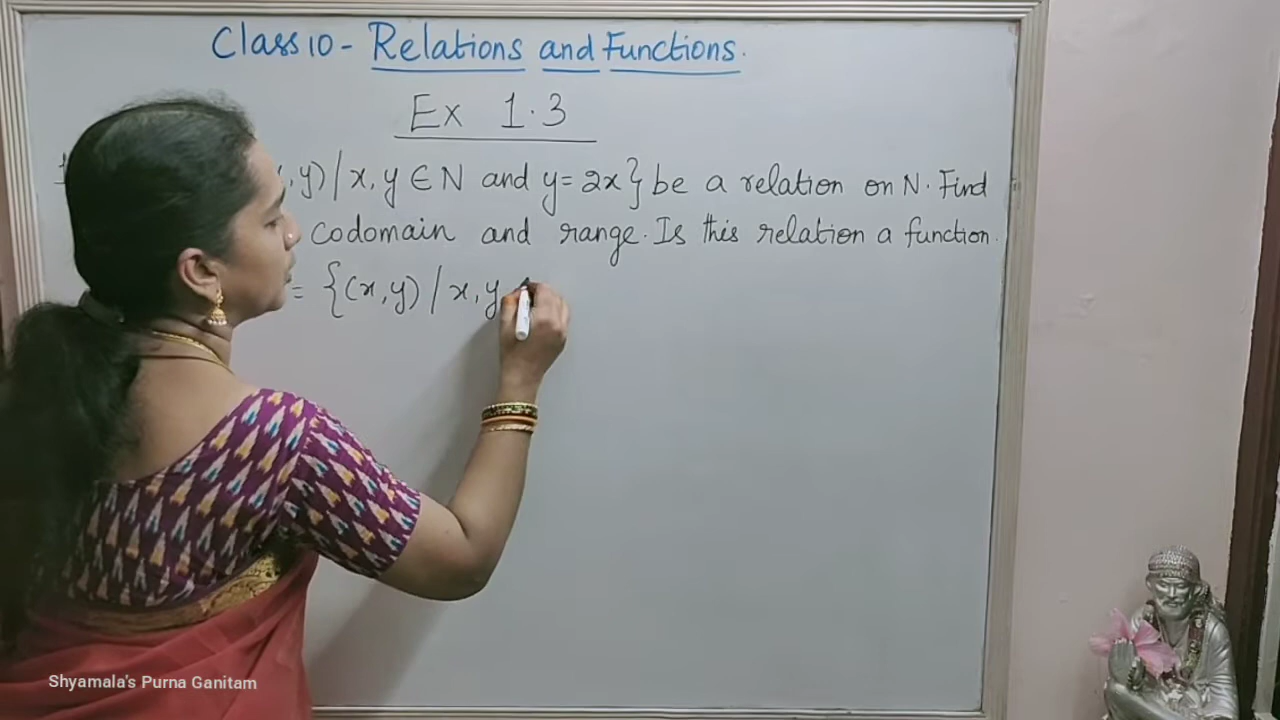 Class 10 - Relations and Functions.
Ex 1.3
,y) / x, y ∈ N and y = 2x} be a relation on N. Find
codomain and range. Is this relation a function.
= {(x, y) / x, y
Shyamala's Purna Ganitam